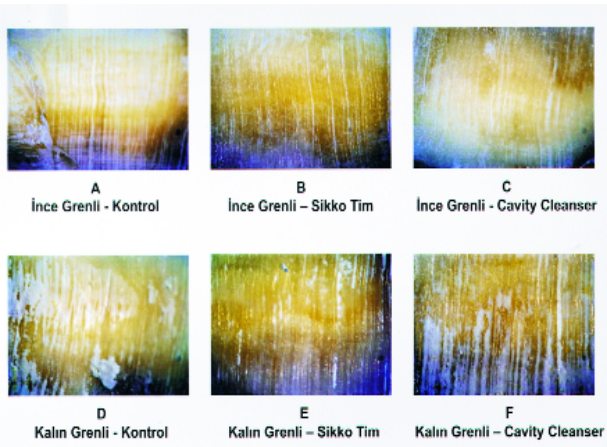 A
İnce Grenli - Kontrol
B
İnce Grenli – Sikko Tim
C
İnce Grenli - Cavity Cleanser
D
Kalın Grenli - Kontrol
E
Kalın Grenli – Sikko Tim
F
Kalın Grenli – Cavity Cleanser